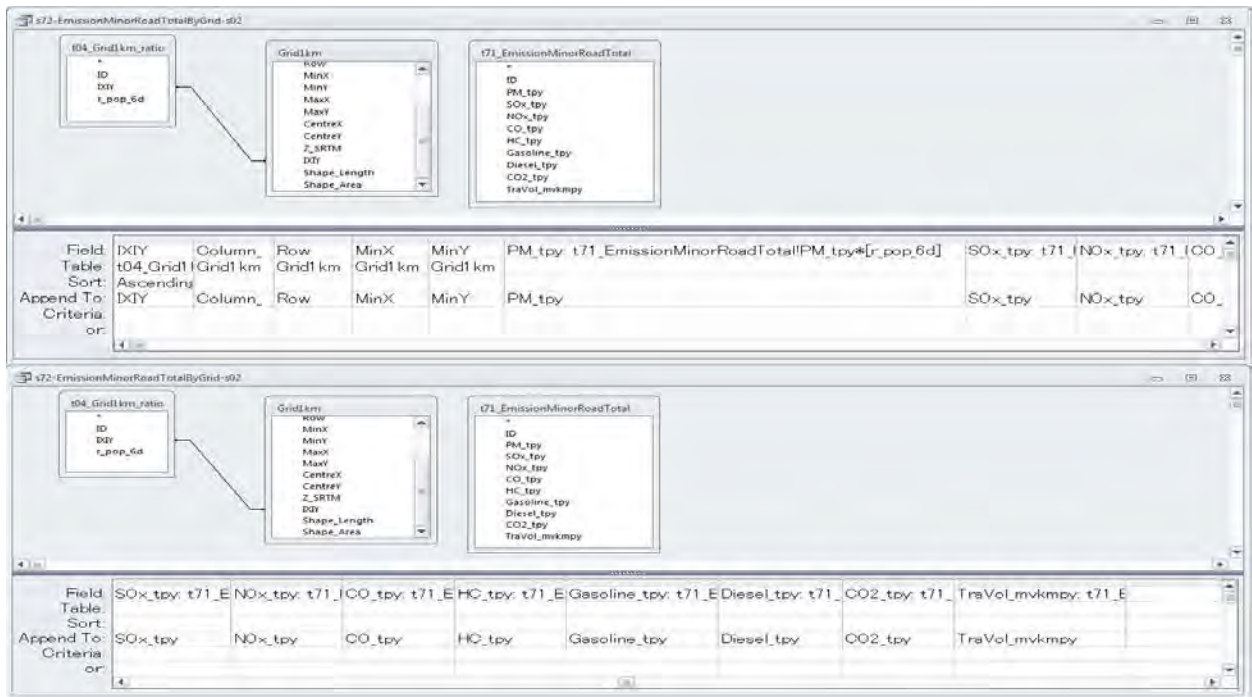 s72-EmissionMinorRoadTotalByGrid-s02
t04_Grid1km_ratio
*
ID
IXIY
r_pop_6d
Grid1km
Row
MinX
MinY
MaxX
MaxY
CentreX
CentreY
Z_SRTM
IXIY
Shape_Length
Shape_Area
t71_EmissionMinorRoadTotal
*
ID
PM_tpy
SOx_tpy
NOx_tpy
CO_tpy
HC_tpy
Gasoline_tpy
Diesel_tpy
CO2_tpy
TraVol_mvkmpy
Field: IXIY Column_ Row MinX MinY PM_tpy: t71_EmissionMinorRoadTotal!PM_tpy*[r_pop_6d] SOx_tpy: t71_ NOx_tpy: t71_ CO_
Table: t04_Grid1 Grid1km Grid1km Grid1km Grid1km
Sort: Ascending
Append To: IXIY Column_ Row MinX MinY PM_tpy SOx_tpy NOx_tpy CO_
Criteria:
or:
s72-EmissionMinorRoadTotalByGrid-s02
t04_Grid1km_ratio
*
ID
IXIY
r_pop_6d
Grid1km
Row
MinX
MinY
MaxX
MaxY
CentreX
CentreY
Z_SRTM
IXIY
Shape_Length
Shape_Area
t71_EmissionMinorRoadTotal
*
ID
PM_tpy
SOx_tpy
NOx_tpy
CO_tpy
HC_tpy
Gasoline_tpy
Diesel_tpy
CO2_tpy
TraVol_mvkmpy
Field: SOx_tpy: t71_E NOx_tpy: t71_ CO_tpy: t71_E HC_tpy: t71_E Gasoline_tpy: t71_E Diesel_tpy: t71_ CO2_tpy: t71_ TraVol_mvkmpy: t71_E
Table:
Sort:
Append To: SOx_tpy NOx_tpy CO_tpy HC_tpy Gasoline_tpy Diesel_tpy CO2_tpy TraVol_mvkmpy
Criteria:
or: